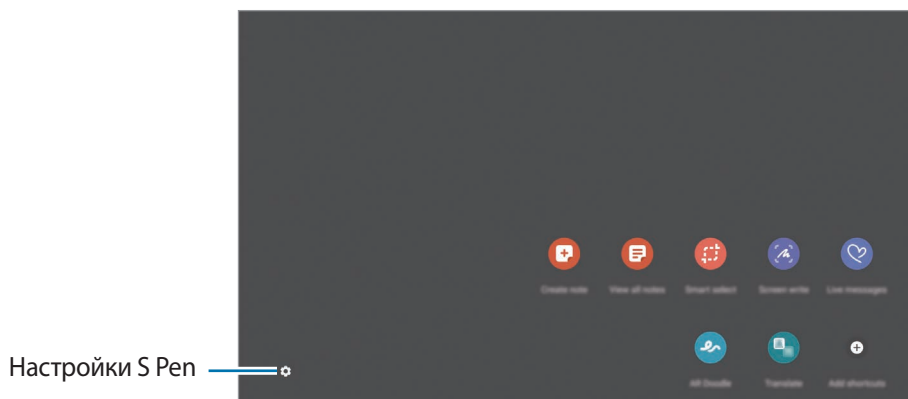 Create note View all notes Smart select Screen write Live messages
AR Doodle Translate Add shortcuts
Настройки S Pen